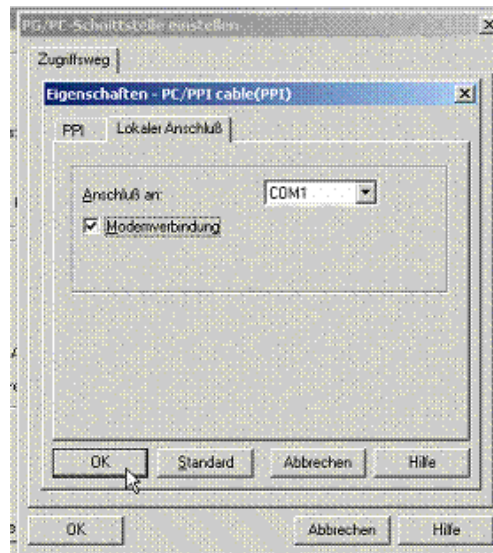 PG/PC-Schnittstelle einstellen
Zugriffsweg
Eigenschaften - PC/PPI cable(PPI)
PPI
Lokaler Anschluß
Anschluß an:
COM1
Modemverbindung
OK
Standard
Abbrechen
Hilfe
OK
Abbrechen
Hilfe